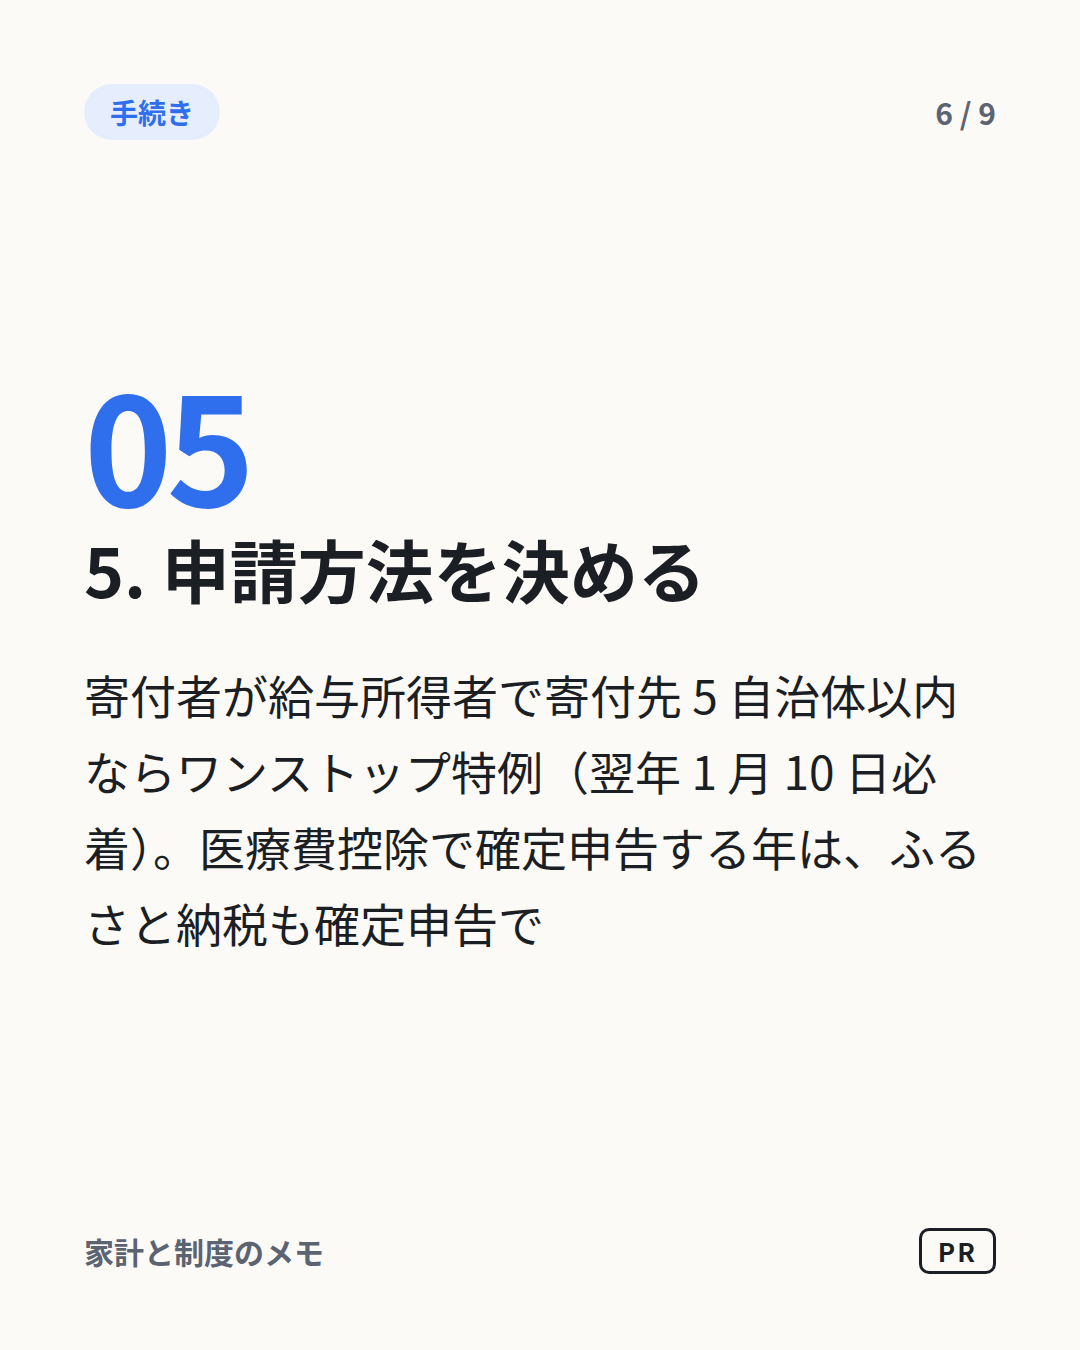 手続き
6 / 9
05
5. 申請方法を決める
寄付者が給与所得者で寄付先 5 自治体以内
ならワンストップ特例（翌年 1 月 10 日必
着）。医療費控除で確定申告する年は、ふる
さと納税も確定申告で
家計と制度のメモ
PR